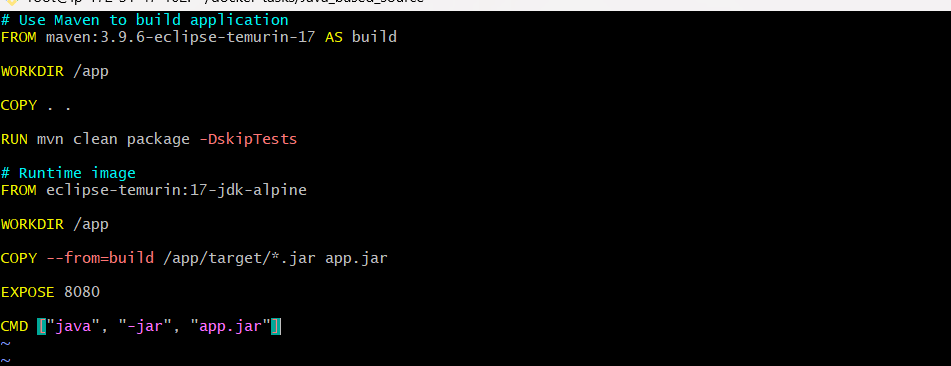 # Use Maven to build application
FROM maven:3.9.6-eclipse-temurin-17 AS build
WORKDIR /app
COPY . .
RUN mvn clean package -DskipTests
# Runtime image
FROM eclipse-temurin:17-jdk-alpine
WORKDIR /app
COPY --from=build /app/target/*.jar app.jar
EXPOSE 8080
CMD ["java", "-jar", "app.jar"]
~
~